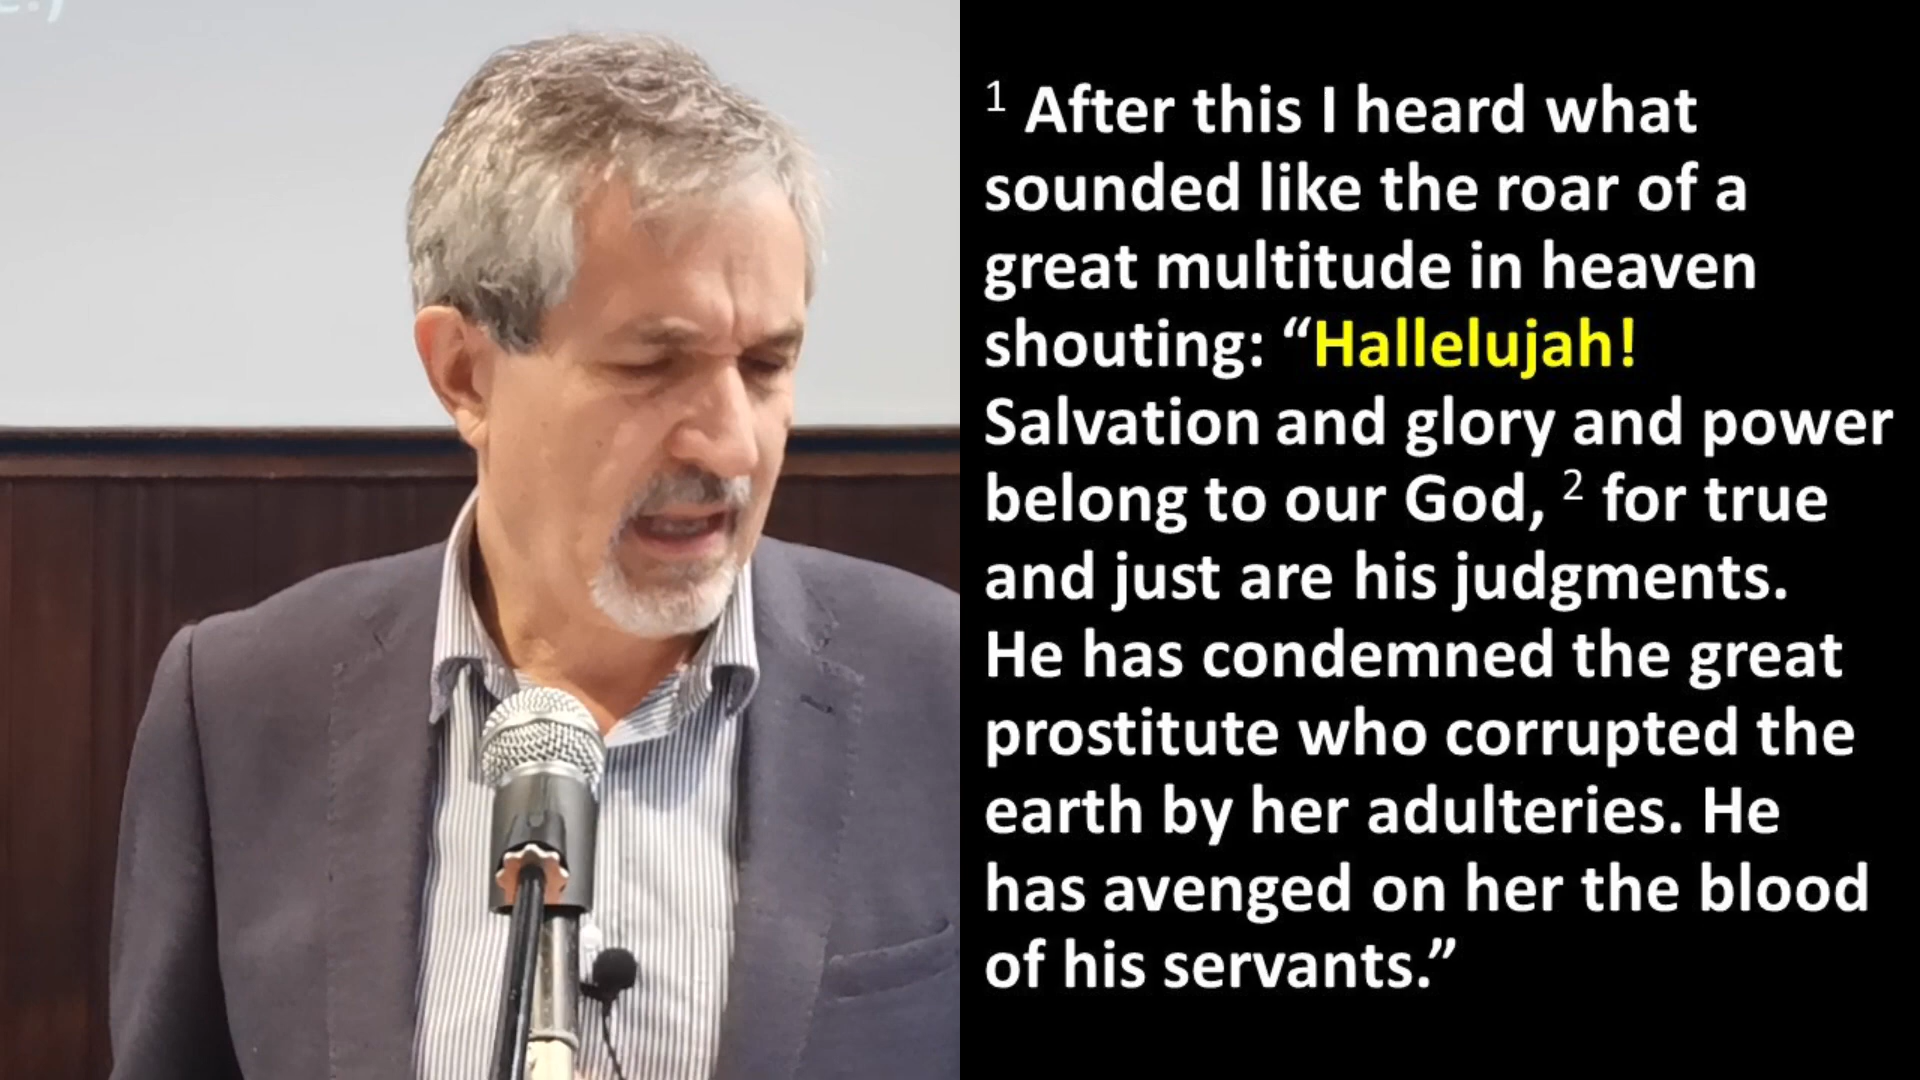 ¹ After this I heard what
sounded like the roar of a
great multitude in heaven
shouting: “Hallelujah!
Salvation and glory and power
belong to our God, ² for true
and just are his judgments.
He has condemned the great
prostitute who corrupted the
earth by her adulteries. He
has avenged on her the blood
of his servants.”